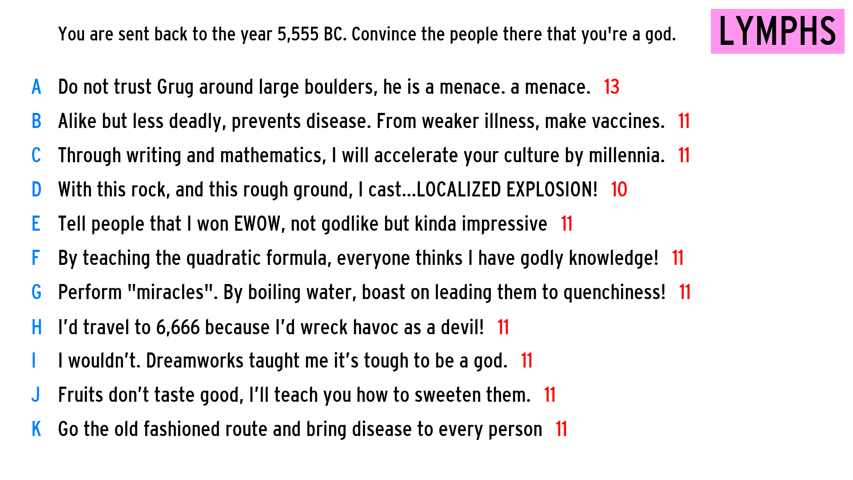 You are sent back to the year 5,555 BC. Convince the people there that you're a god.
LYMPHS
A Do not trust Grug around large boulders, he is a menace. a menace. 13
B Alike but less deadly, prevents disease. From weaker illness, make vaccines. 11
C Through writing and mathematics, I will accelerate your culture by millennia. 11
D With this rock, and this rough ground, I cast...LOCALIZED EXPLOSION! 10
E Tell people that I won EWOW, not godlike but kinda impressive 11
F By teaching the quadratic formula, everyone thinks I have godly knowledge! 11
G Perform "miracles". By boiling water, boast on leading them to quenchiness! 11
H I’d travel to 6,666 because I’d wreck havoc as a devil! 11
I I wouldn’t. Dreamworks taught me it’s tough to be a god. 11
J Fruits don’t taste good, I’ll teach you how to sweeten them. 11
K Go the old fashioned route and bring disease to every person 11